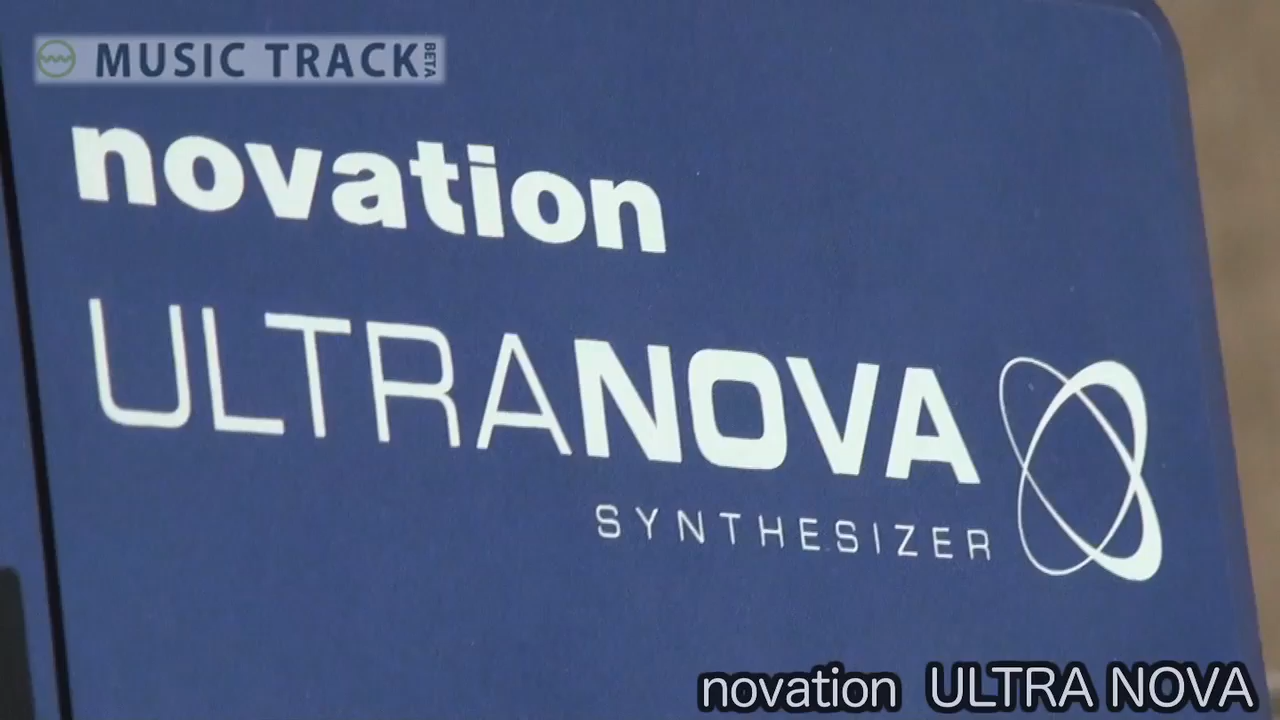 MUSIC TRACK BETA
novation
ULTRANOVA
SYNTHESIZER
novation ULTRA NOVA